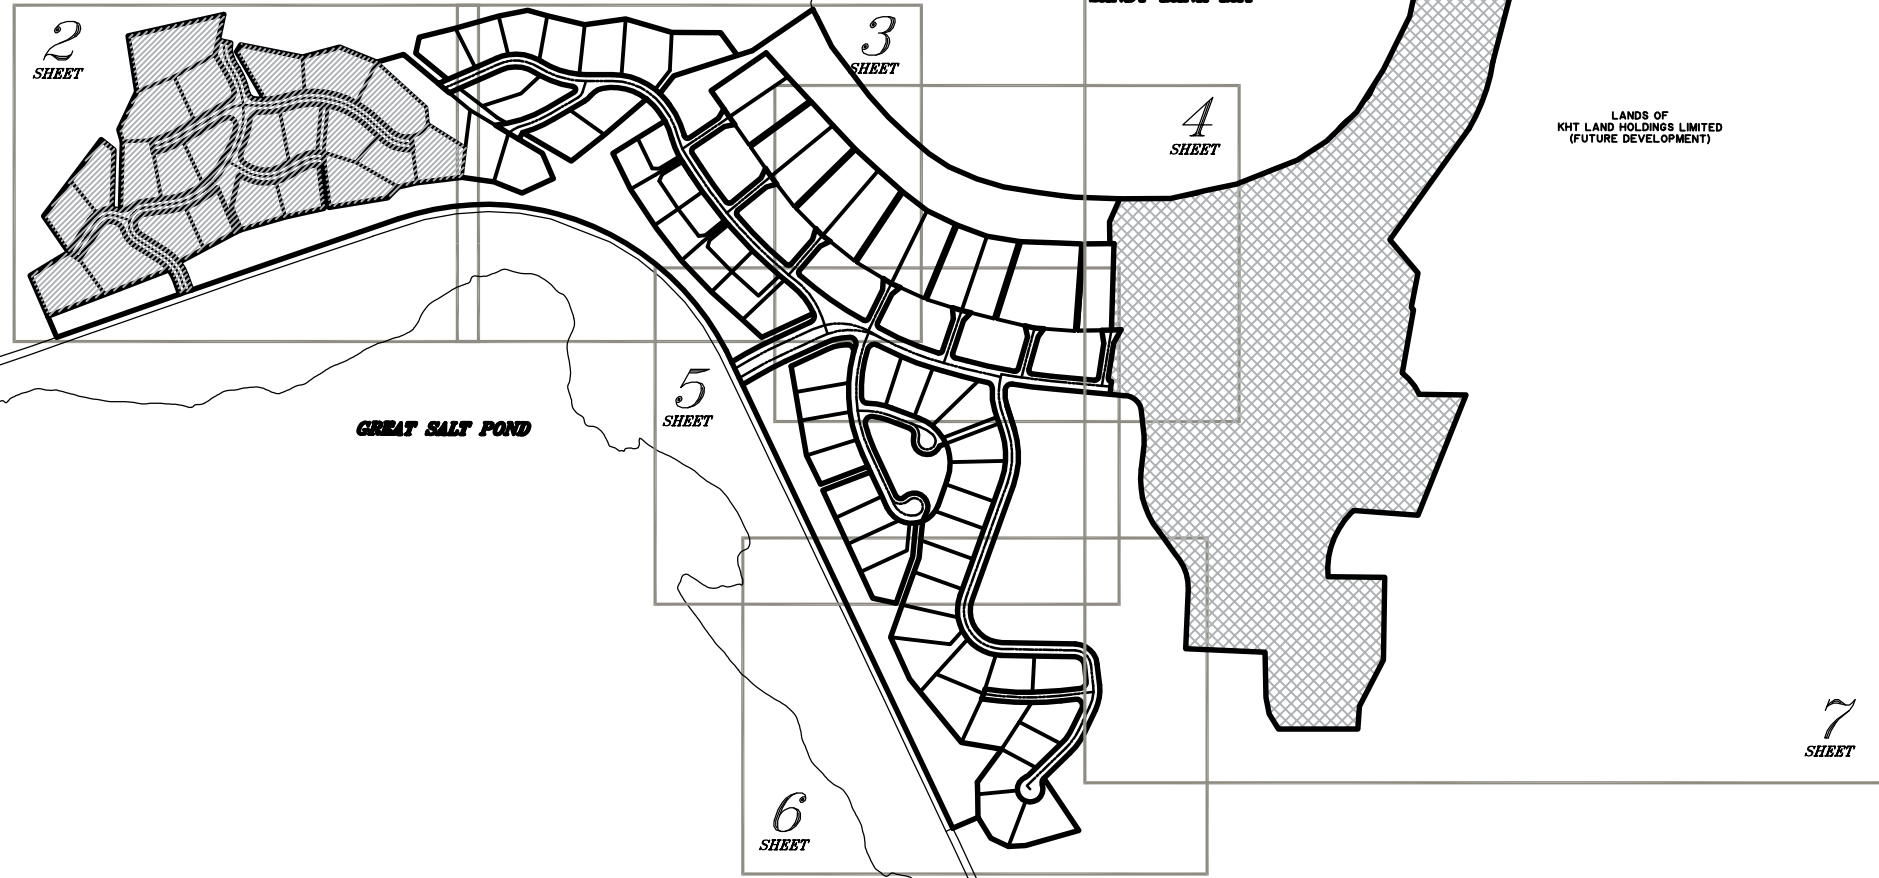 2
SHEET
3
SHEET
4
SHEET
LANDS OF
KHT LAND HOLDINGS LIMITED
(FUTURE DEVELOPMENT)
5
SHEET
GREAT SALT POND
7
SHEET
6
SHEET